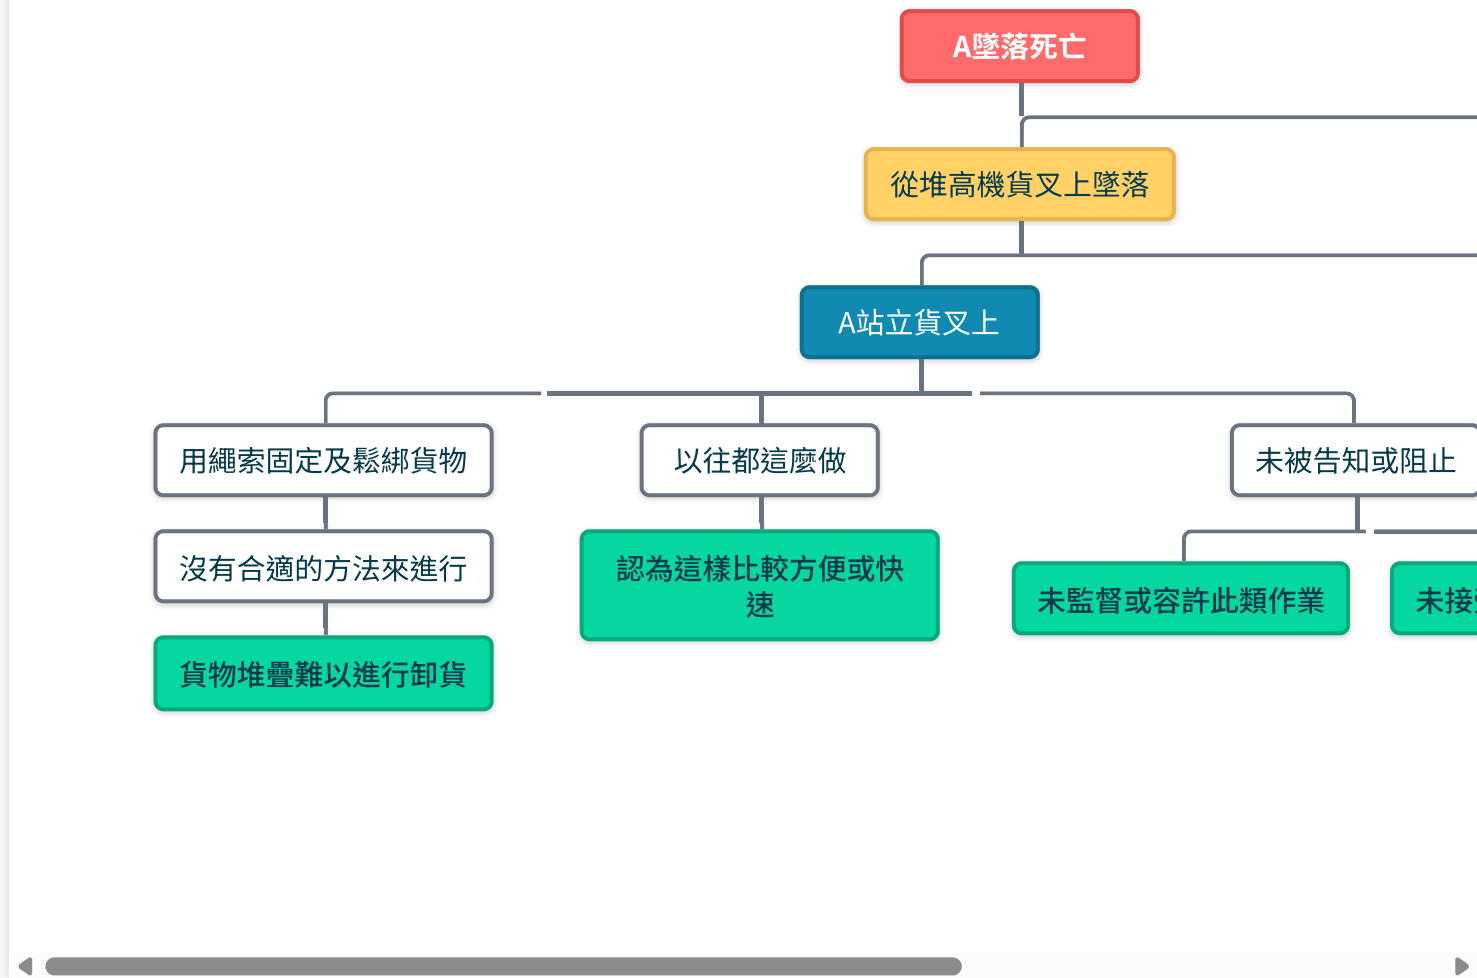 A墜落死亡
從堆高機貨叉上墜落
A站立貨叉上
用繩索固定及鬆綁貨物
以往都這麼做
未被告知或阻止
沒有合適的方法來進行
認為這樣比較方便或快
速
未監督或容許此類作業
未接
貨物堆疊難以進行卸貨